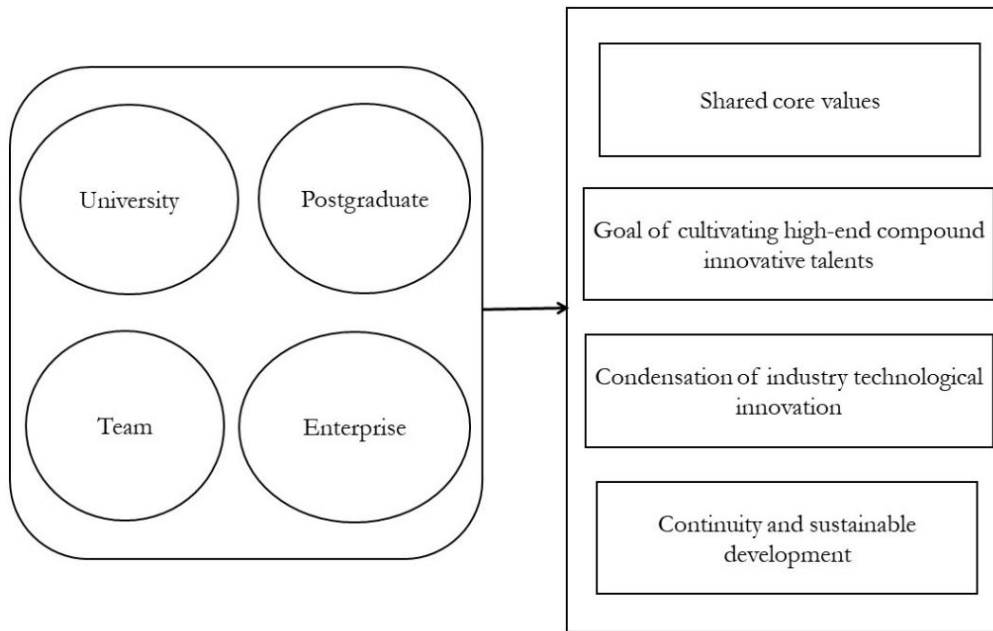 University
Postgraduate
Team
Enterprise
Shared core values
Goal of cultivating high-end compound
innovative talents
Condensation of industry technological
innovation
Continuity and sustainable
development